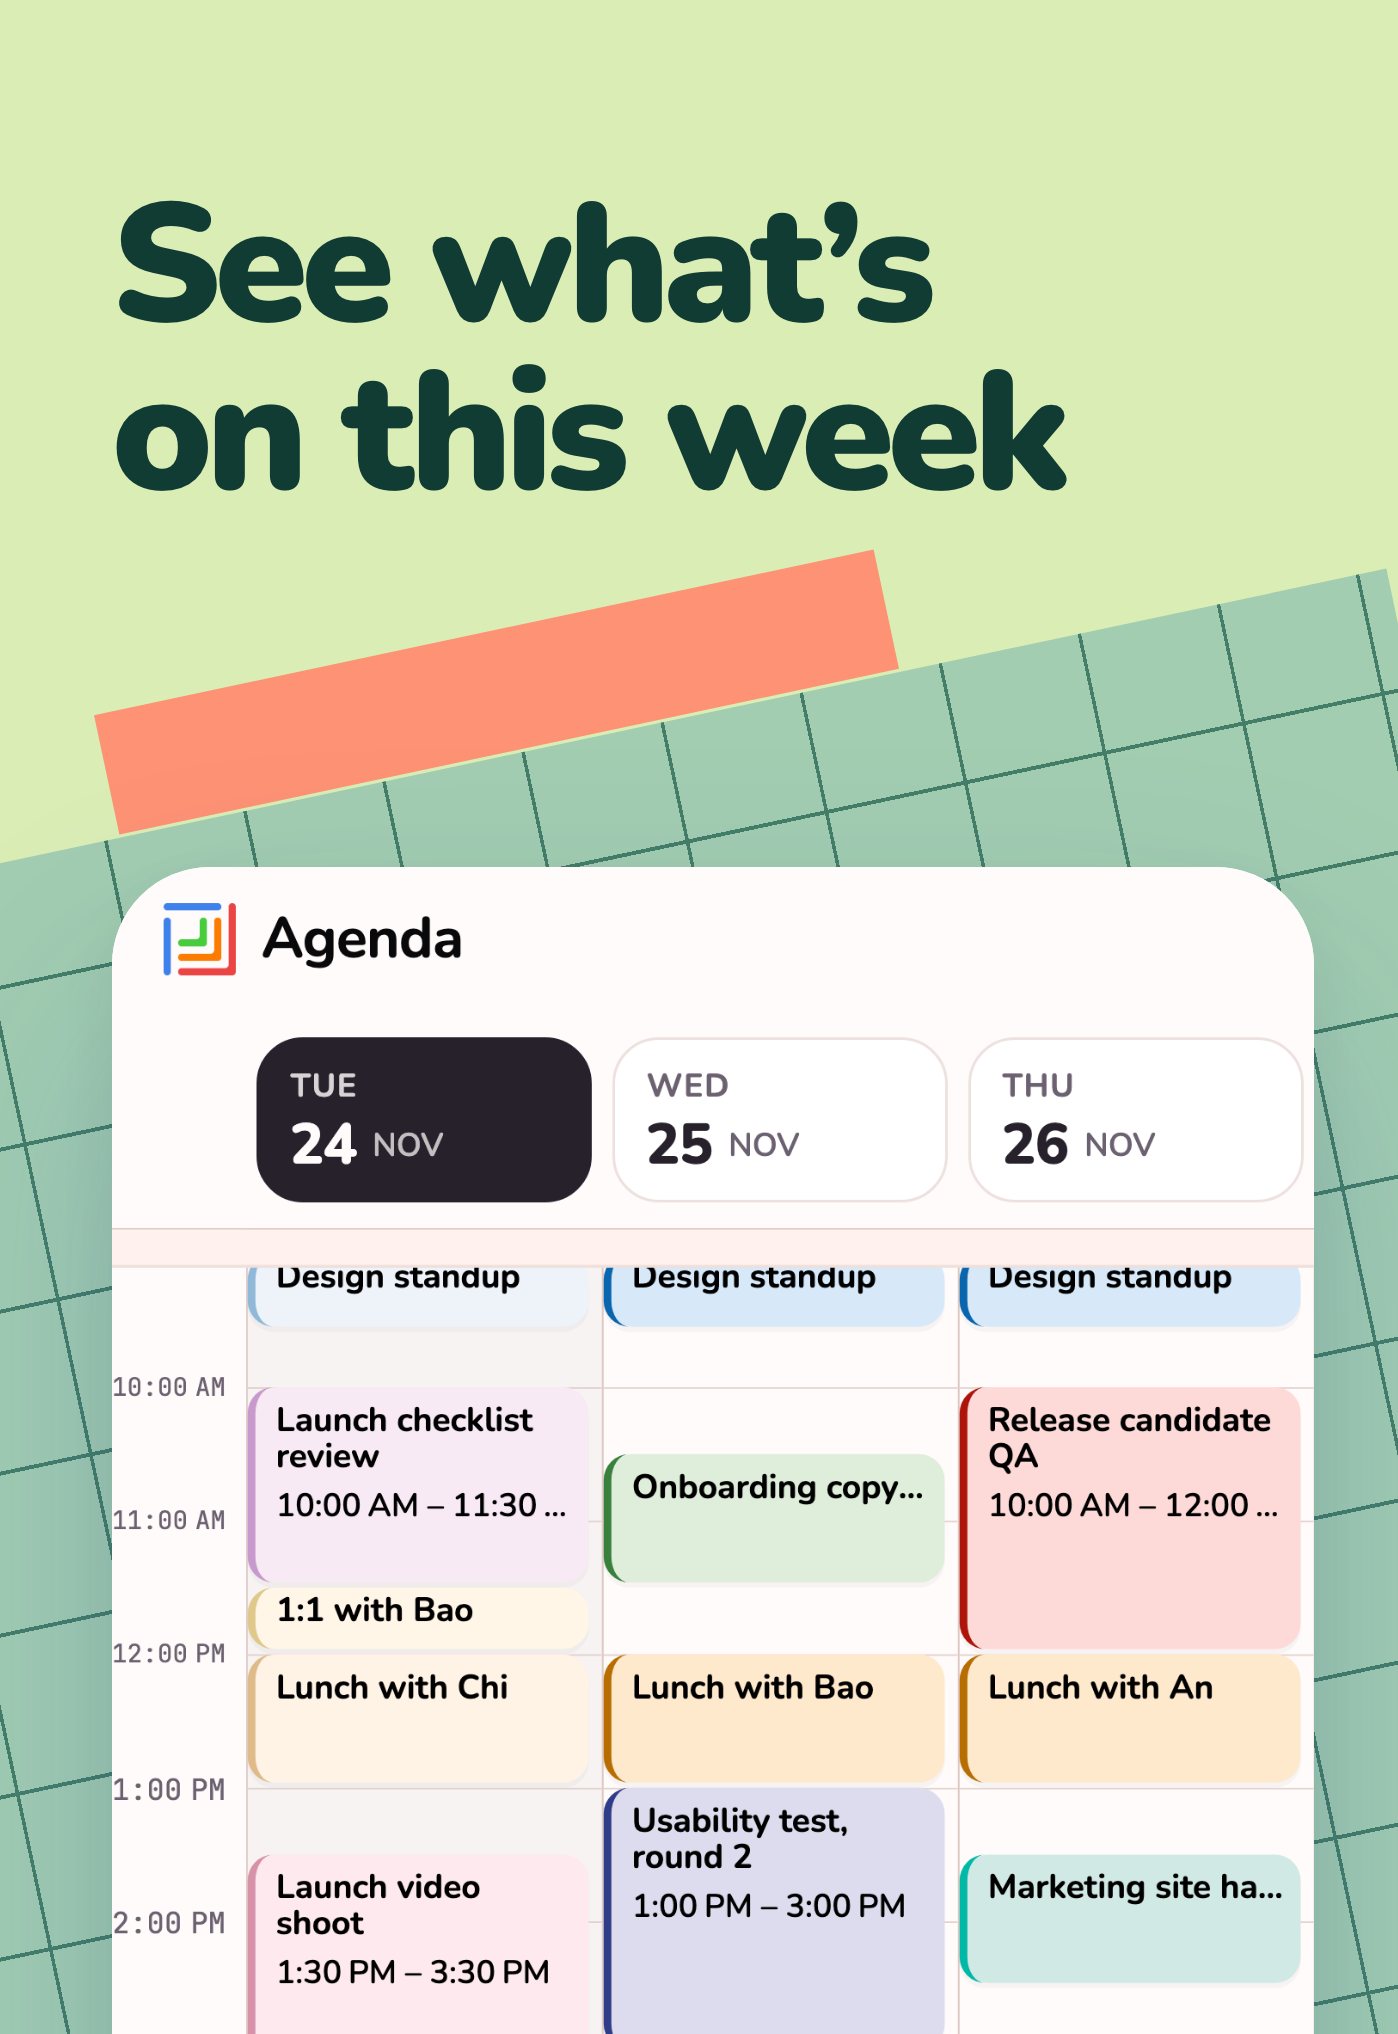 See what’s
on this week
Agenda
TUE
24 NOV
WED
25 NOV
THU
26 NOV
Design standup
Design standup
Design standup
10:00 AM
Launch checklist
review
10:00 AM – 11:30 ...
Onboarding copy...
Release candidate
QA
10:00 AM – 12:00 ...
11:00 AM
1:1 with Bao
12:00 PM
Lunch with Chi
Lunch with Bao
Lunch with An
1:00 PM
Usability test,
round 2
1:00 PM – 3:00 PM
Launch video
shoot
1:30 PM – 3:30 PM
Marketing site ha...
2:00 PM